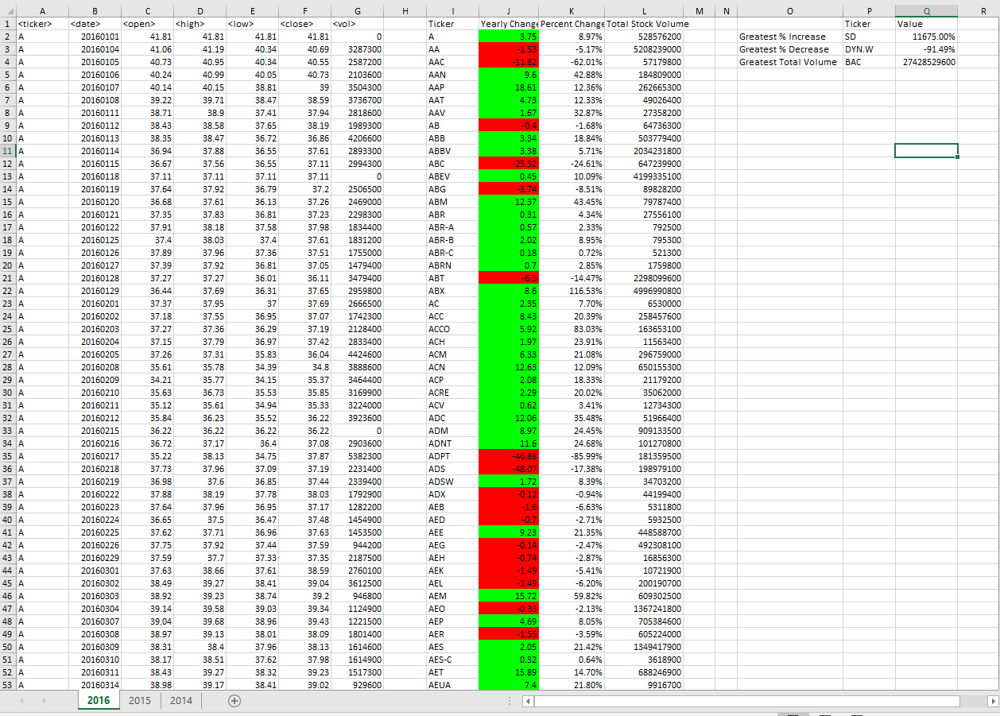 A B C D E F G H I J K L M N O P Q R
1 <ticker> <date> <open> <high> <low> <close> <vol> Ticker Yearly Change Percent Change Total Stock Volume Ticker Value
2 A 20160101 41.81 41.81 41.81 41.81 0 A 3.75 8.97% 528576200 Greatest % Increase SD 11675.00%
3 A 20160104 41.06 41.19 40.34 40.69 3287300 AA -1.53 -5.17% 5208239000 Greatest % Decrease DYN.W -91.49%
4 A 20160105 40.73 40.95 40.34 40.55 2587200 AAC -11.82 -62.01% 57179800 Greatest Total Volume BAC 27428529600
5 A 20160106 40.24 40.99 40.05 40.73 2103600 AAN 9.6 42.88% 184809000
6 A 20160107 40.14 40.15 38.81 39 3504300 AAP 18.61 12.36% 262665300
7 A 20160108 39.22 39.71 38.47 38.59 3736700 AAT 4.73 12.33% 49026400
8 A 20160111 38.71 38.9 37.41 37.94 2818600 AAV 1.67 32.87% 27358200
9 A 20160112 38.43 38.58 37.65 38.19 1989300 AB -0.4 -1.68% 64736300
10 A 20160113 38.35 38.47 36.72 36.86 4206600 ABB 3.34 18.84% 503779400
11 A 20160114 36.94 37.88 36.55 37.61 2893300 ABBV 3.38 5.71% 2034231800
12 A 20160115 36.67 37.56 36.55 37.11 2994300 ABC -25.52 -24.61% 647239900
13 A 20160118 37.11 37.11 37.11 37.11 0 ABEV 0.45 10.09% 4199335100
14 A 20160119 37.64 37.92 36.79 37.2 2506500 ABG -5.74 -8.51% 89828200
15 A 20160120 36.68 37.61 36.13 37.26 2469000 ABM 12.37 43.45% 79787400
16 A 20160121 37.35 37.83 36.81 37.23 2298300 ABR 0.31 4.34% 27556100
17 A 20160122 37.91 38.18 37.58 37.98 1834400 ABR-A 0.57 2.33% 792500
18 A 20160125 37.4 38.03 37.4 37.61 1831200 ABR-B 2.02 8.95% 795300
19 A 20160126 37.89 37.96 37.36 37.51 1755000 ABR-C 0.18 0.72% 521300
20 A 20160127 37.39 37.92 36.81 37.05 1479400 ABRN 0.7 2.85% 1759800
21 A 20160128 37.27 37.27 36.01 36.11 3479400 ABT -6.5 -14.47% 2298099600
22 A 20160129 36.44 37.69 36.31 37.65 2959800 ABX 8.6 116.53% 4996990800
23 A 20160201 37.37 37.95 37 37.69 2666500 AC 2.35 7.70% 6530000
24 A 20160202 37.18 37.55 36.95 37.07 1742300 ACC 8.43 20.39% 258457600
25 A 20160203 37.27 37.36 36.29 37.19 2128400 ACCO 5.92 83.03% 163653100
26 A 20160204 37.15 37.79 36.97 37.42 2833400 ACH 1.97 23.91% 11563400
27 A 20160205 37.26 37.31 35.83 36.04 4424600 ACM 6.33 21.08% 296759000
28 A 20160208 35.61 35.78 34.39 34.8 3888600 ACN 12.63 12.09% 650155300
29 A 20160209 34.21 35.77 34.15 35.37 3464400 ACP 2.08 18.33% 21179200
30 A 20160210 35.63 36.73 35.53 35.85 3169900 ACRE 2.29 20.02% 35062000
31 A 20160211 35.12 35.61 34.94 35.33 3224000 ACV 0.62 3.41% 12734300
32 A 20160212 35.84 36.23 35.52 36.22 3923600 ADC 12.06 35.48% 51966400
33 A 20160215 36.22 36.22 36.22 36.22 0 ADM 8.97 24.45% 909133500
34 A 20160216 36.72 37.17 36.4 37.08 2903600 ADNT 11.6 24.68% 101270800
35 A 20160217 35.22 38.13 34.75 37.87 5382300 ADPT -46.88 -85.99% 181359500
36 A 20160218 37.73 37.96 37.09 37.19 2231400 ADS -48.07 -17.38% 198979100
37 A 20160219 36.98 37.6 36.85 37.44 2339400 ADSW 1.72 8.39% 34703200
38 A 20160222 37.88 38.19 37.78 38.03 1792900 ADX -0.12 -0.94% 44199400
39 A 20160223 37.64 37.96 36.95 37.17 1282200 AEB -1.6 -6.63% 5311800
40 A 20160224 36.65 37.5 36.47 37.48 1454900 AED -0.7 -2.71% 5932500
41 A 20160225 37.62 37.71 36.96 37.63 1453500 AEE 9.23 21.35% 448588700
42 A 20160226 37.75 37.92 37.44 37.59 944200 AEG -0.14 -2.47% 492308100
43 A 20160229 37.59 37.7 37.33 37.35 2187500 AEH -0.74 -2.87% 16856300
44 A 20160301 37.63 38.66 37.61 38.59 2760100 AEK -1.49 -5.41% 10721900
45 A 20160302 38.49 39.27 38.41 39.04 3612500 AEL -1.49 -6.20% 200190700
46 A 20160303 38.92 39.23 38.74 39.2 946800 AEM 15.72 59.82% 609302500
47 A 20160304 39.14 39.58 39.03 39.34 1124900 AEO -0.33 -2.13% 1367241800
48 A 20160307 39.04 39.68 38.96 39.43 1221500 AEP 4.69 8.05% 705384600
49 A 20160308 38.97 39.13 38.01 38.09 1801400 AER -1.55 -3.59% 605224000
50 A 20160309 38.31 38.4 37.96 38.13 1614600 AES 2.05 21.42% 1349417900
51 A 20160310 38.17 38.51 37.62 37.98 1614900 AES-C 0.32 0.64% 3618900
52 A 20160311 38.43 39.27 38.32 39.23 1517300 AET 15.89 14.70% 688246900
53 A 20160314 38.98 39.17 38.41 39.02 929600 AEUA 7.4 21.80% 9916700
2016 2015 2014